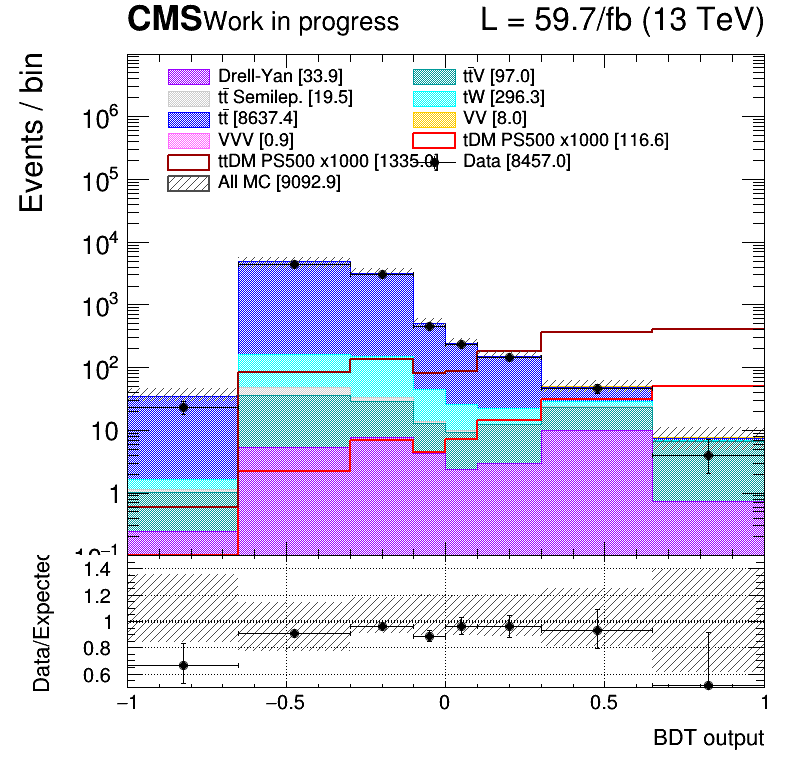 CMS Work in progress L = 59.7/fb (13 TeV)
Events / bin
Drell-Yan [33.9] tt̄V [97.0]
tt̄ Semilep. [19.5] tW [296.3]
tt̄ [8637.4] VV [8.0]
VVV [0.9] tDM PS500 x1000 [116.6]
ttDM PS500 x1000 [1335.0] Data [8457.0]
All MC [9092.9]
10⁶
10⁵
10⁴
10³
10²
10
1
10⁻¹
Data/Expected
1.4
1.2
1
0.8
0.6
−1 −0.5 0 0.5 1
BDT output